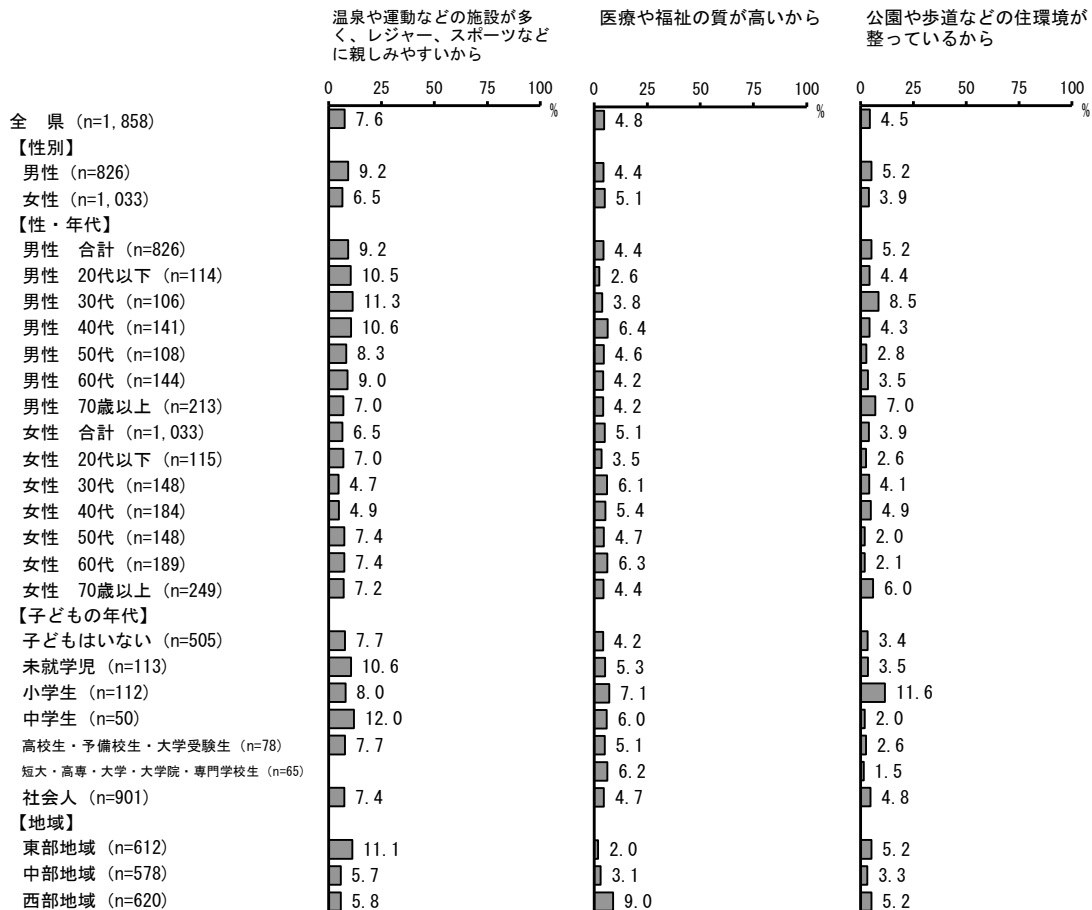 温泉や運動などの施設が多
く、レジャー、スポーツなど
に親しみやすいから
医療や福祉の質が高いから
公園や歩道などの住環境が
整っているから
0 25 50 75 100 %
0 25 50 75 100 %
0 25 50 75 100 %
全 県 (n=1,858) 7.6 4.8 4.5
【性別】
男性 (n=826) 9.2 4.4 5.2
女性 (n=1,033) 6.5 5.1 3.9
【性・年代】
男性 合計 (n=826) 9.2 4.4 5.2
男性 20代以下 (n=114) 10.5 2.6 4.4
男性 30代 (n=106) 11.3 3.8 8.5
男性 40代 (n=141) 10.6 6.4 4.3
男性 50代 (n=108) 8.3 4.6 2.8
男性 60代 (n=144) 9.0 4.2 3.5
男性 70歳以上 (n=213) 7.0 4.2 7.0
女性 合計 (n=1,033) 6.5 5.1 3.9
女性 20代以下 (n=115) 7.0 3.5 2.6
女性 30代 (n=148) 4.7 6.1 4.1
女性 40代 (n=184) 4.9 5.4 4.9
女性 50代 (n=148) 7.4 4.7 2.0
女性 60代 (n=189) 7.4 6.3 2.1
女性 70歳以上 (n=249) 7.2 4.4 6.0
【子どもの年代】
子どもはいない (n=505) 7.7 4.2 3.4
未就学児 (n=113) 10.6 5.3 3.5
小学生 (n=112) 8.0 7.1 11.6
中学生 (n=50) 12.0 6.0 2.0
高校生・予備校生・大学受験生 (n=78) 7.7 5.1 2.6
短大・高専・大学・大学院・専門学校生 (n=65) 6.2 1.5
社会人 (n=901) 7.4 4.7 4.8
【地域】
東部地域 (n=612) 11.1 2.0 5.2
中部地域 (n=578) 5.7 3.1 3.3
西部地域 (n=620) 5.8 9.0 5.2